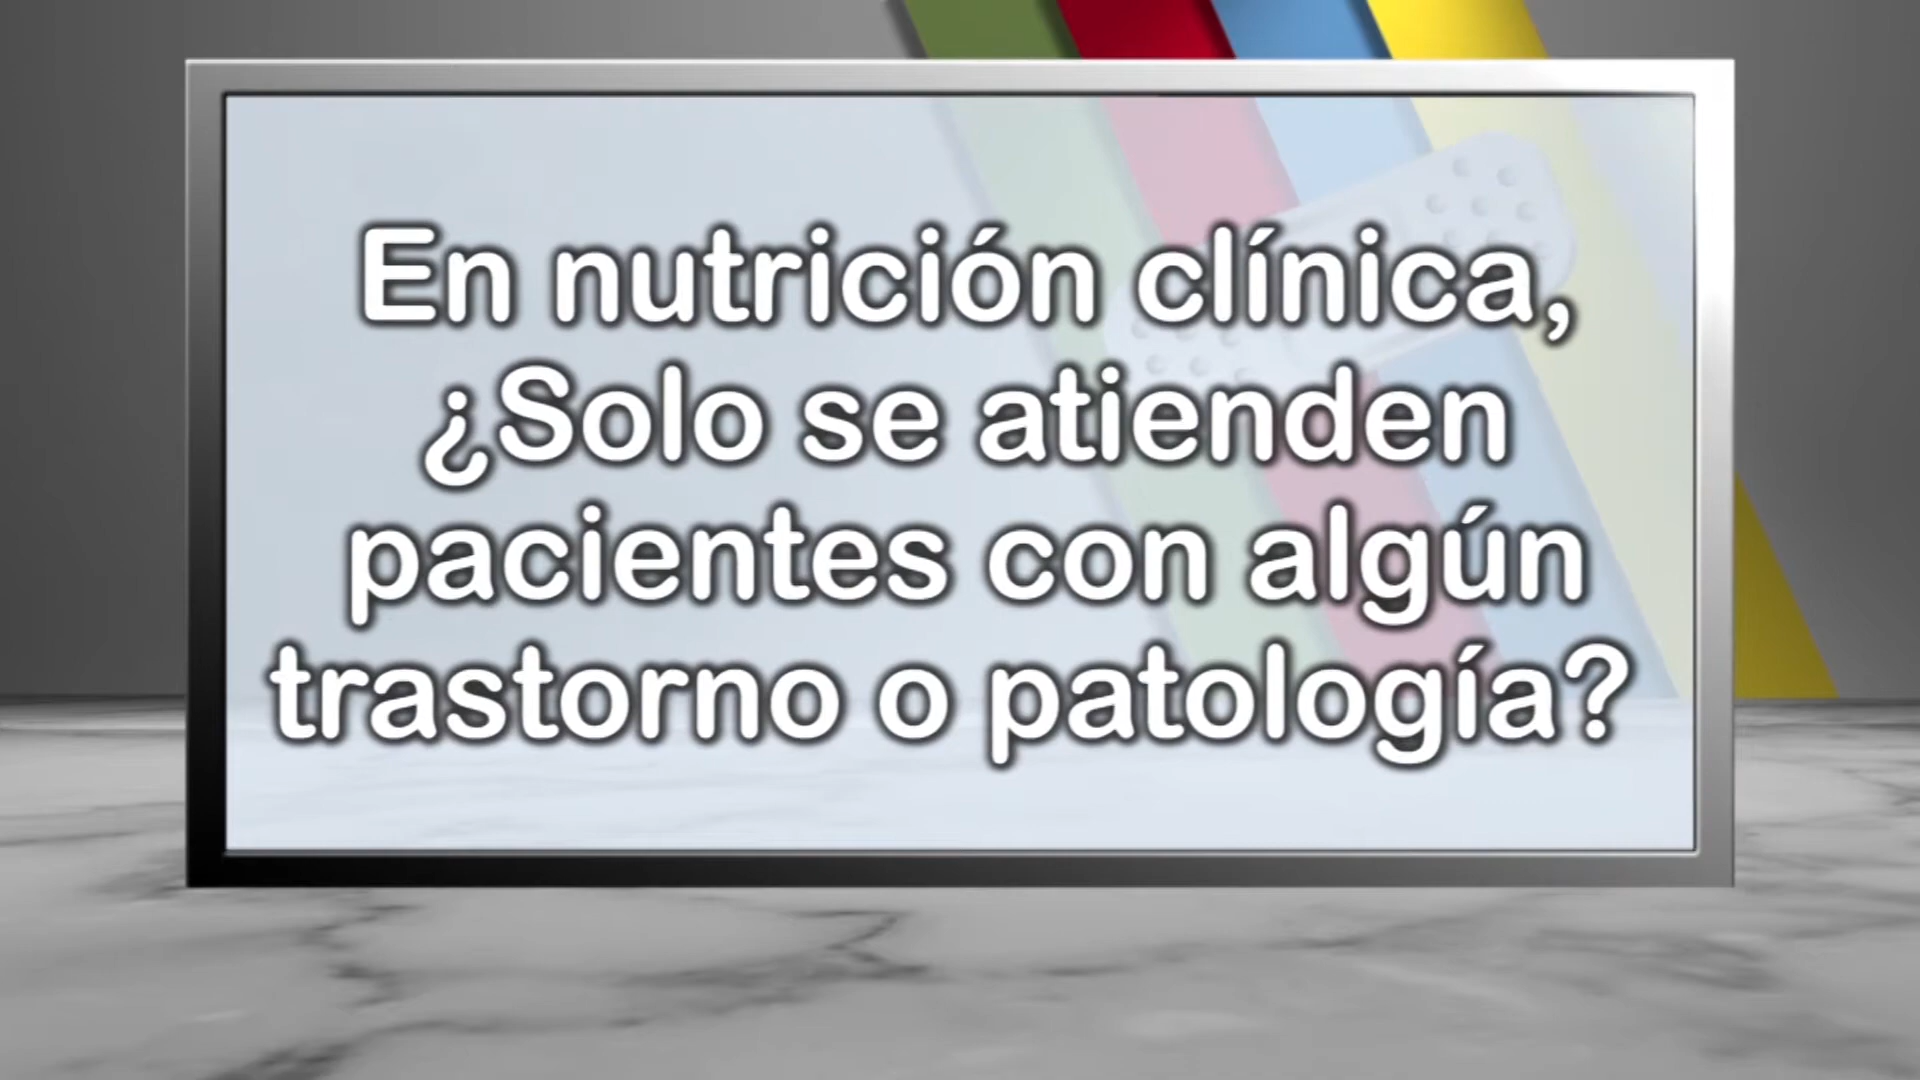 En nutrición clínica,
¿Solo se atienden
pacientes con algún
trastorno o patología?